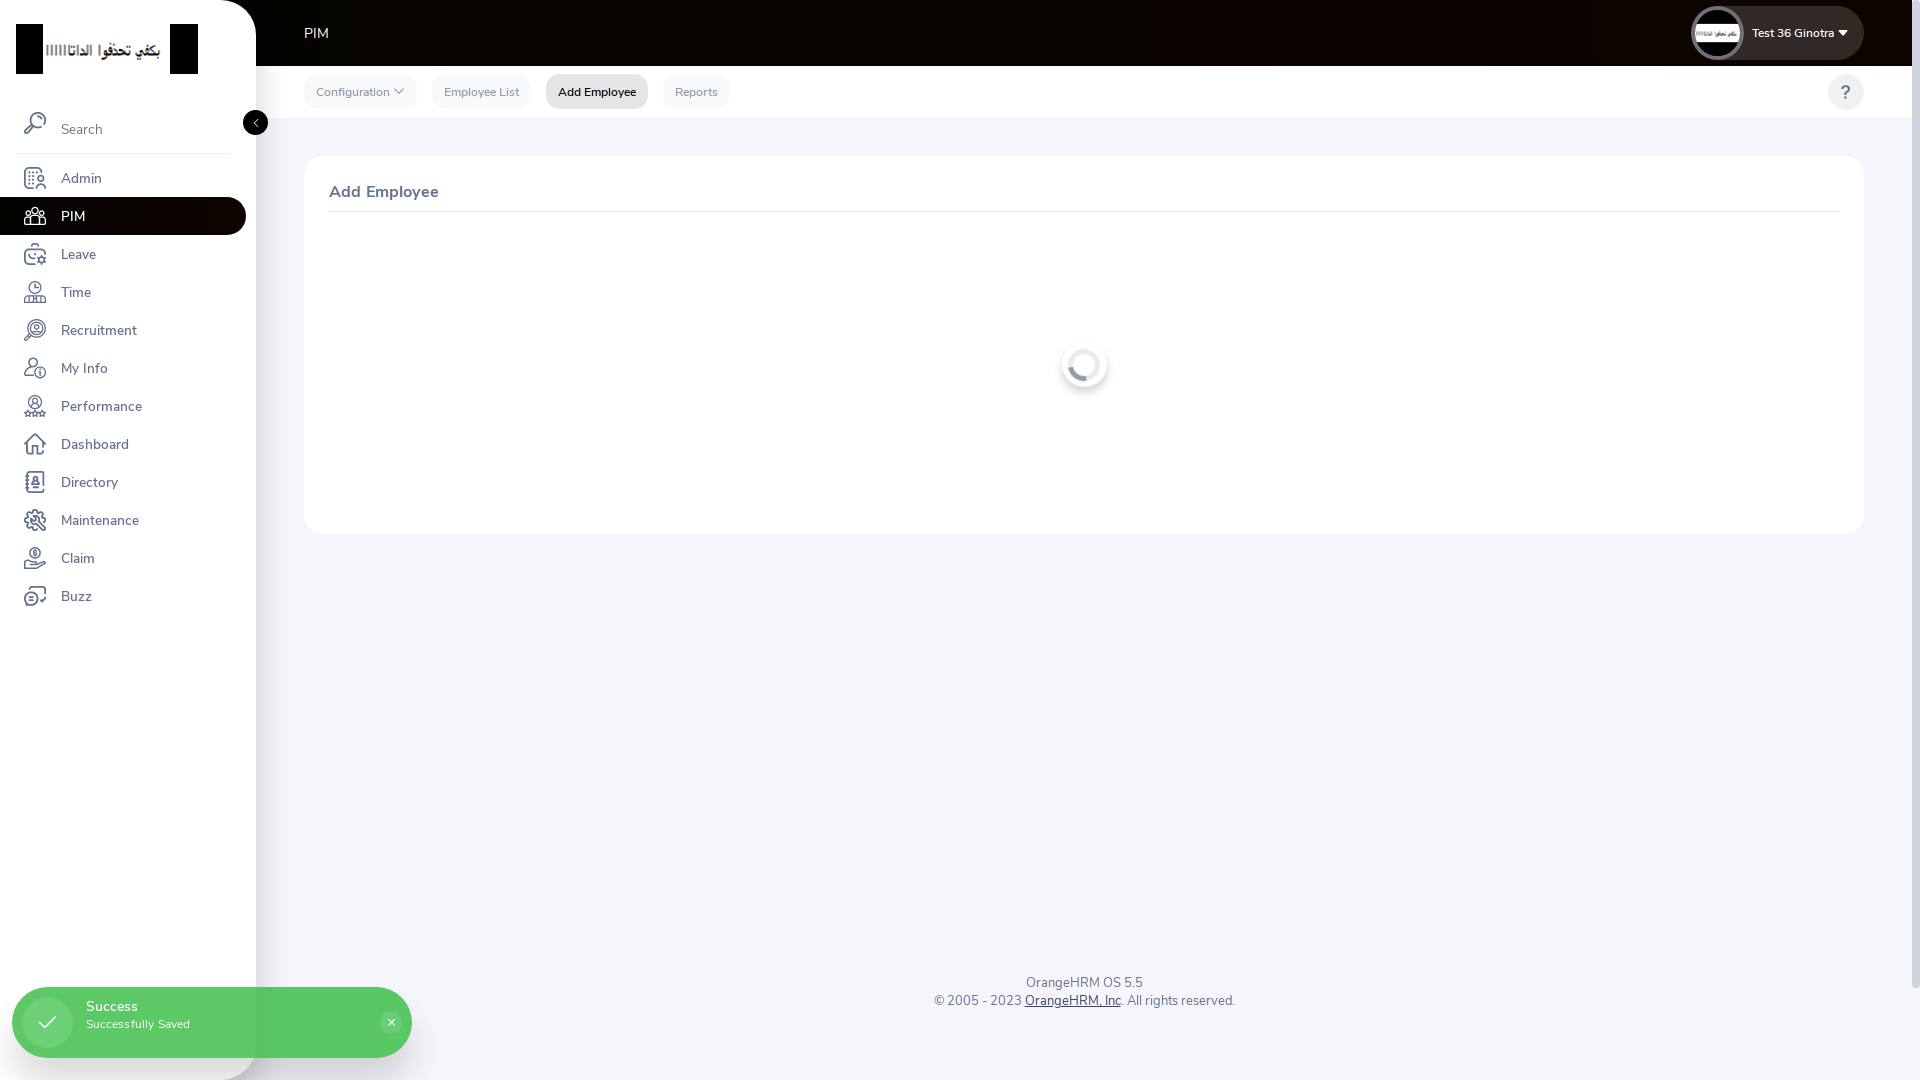 بكفي تحذفوا الداتاااااا
Search
Admin
PIM
Leave
Time
Recruitment
My Info
Performance
Dashboard
Directory
Maintenance
Claim
Buzz
PIM
Test 36 Ginotra
Configuration
Employee List
Add Employee
Reports
?
Add Employee
OrangeHRM OS 5.5
© 2005 - 2023 OrangeHRM, Inc. All rights reserved.
Success
Successfully Saved